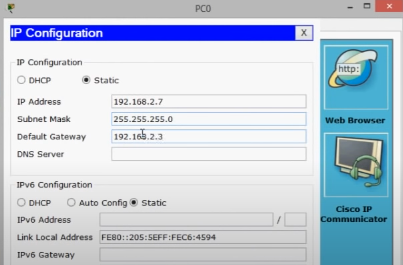 PC0
IP Configuration
X
IP Configuration
DHCP
Static
IP Address
192.168.2.7
Subnet Mask
255.255.255.0
Default Gateway
192.168.2.3
DNS Server
IPv6 Configuration
DHCP
Auto Config
Static
IPv6 Address
/
Link Local Address
FE80::205:5EFF:FEC6:4594
IPv6 Gateway
http:
Web Browser
Cisco IP
Communicator